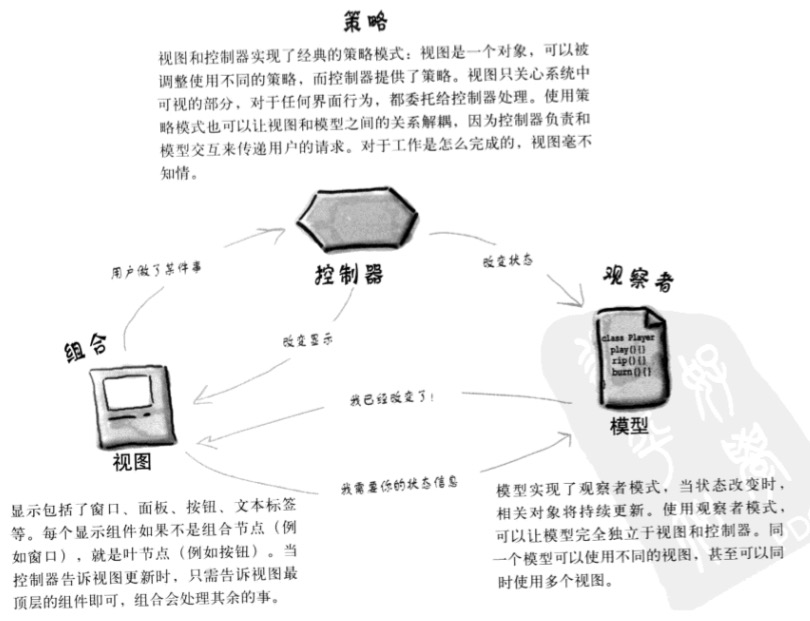 策略
视图和控制器实现了经典的策略模式：视图是一个对象，可以被
调整使用不同的策略，而控制器提供了策略。视图只关心系统中
可视的部分，对于任何界面行为，都委托给控制器处理。使用策
略模式也可以让视图和模型之间的关系解耦，因为控制器负责和
模型交互来传递用户的请求。对于工作是怎么完成的，视图毫不
知情。
用户做了某件事
控制器
改变状态
观察者
组合
改变显示
class Player
play(){}
rip(){}
burn(){}
}
我已经改变了！
模型
视图
我需要你的状态信息
显示包括了窗口、面板、按钮、文本标签
等。每个显示组件如果不是组合节点（例
如窗口），就是叶节点（例如按钮）。当
控制器告诉视图更新时，只需告诉视图最
顶层的组件即可，组合会处理其余的事。
模型实现了观察者模式，当状态改变时，
相关对象将持续更新。使用观察者模式，
可以让模型完全独立于视图和控制器。同
一个模型可以使用不同的视图，甚至可以同
时使用多个视图。